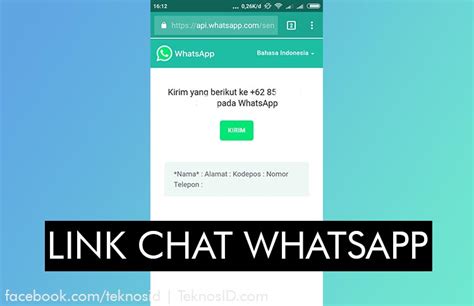 16:12
0,26K/d
https://api.whatsapp.com/sen
2
WhatsApp
Bahasa Indonesia
Kirim yang berikut ke +62 85
pada WhatsApp
KIRIM
*Nama* : Alamat : Kodepos : Nomor
Telepon :
LINK CHAT WHATSAPP
facebook.com/teknosid | TeknosID.com